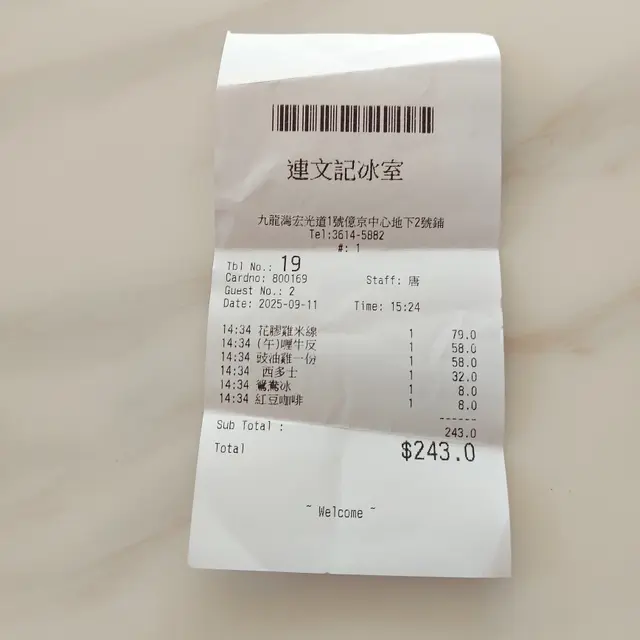 連文記冰室
九龍灣宏光道1號億京中心地下2號鋪
Tel:3614-5882
#: 1
Tbl No.: 19
Cardno: 800169 Staff: 唐
Guest No.: 2
Date: 2025-09-11 Time: 15:24
14:34 花膠雞米線 1 79.0
14:34 (午)喱牛反 1 58.0
14:34 豉油雞一份 1 58.0
14:34 西多士 1 32.0
14:34 鴛鴦冰 1 8.0
14:34 紅豆咖啡 1 8.0
------
Sub Total : 243.0
Total $243.0
~ Welcome ~